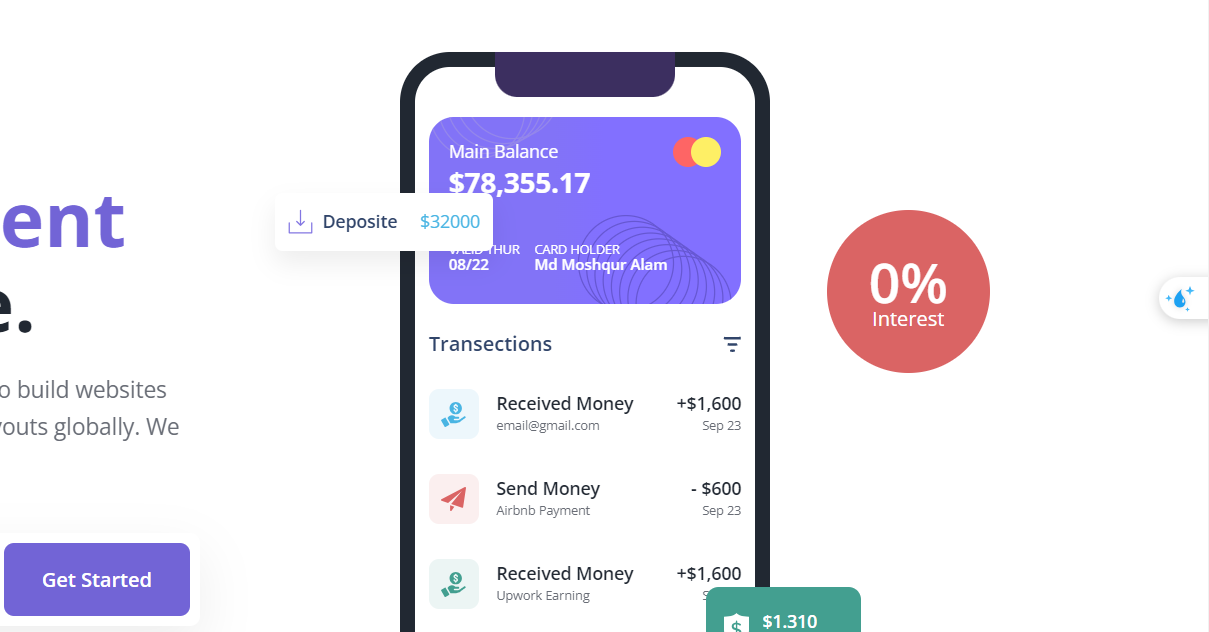 ent
e.
o build websites
outs globally. We
Get Started
Main Balance
$78,355.17
Deposite $32000
VALID THUR CARD HOLDER
08/22 Md Moshqur Alam
0%
Interest
Transections
Received Money +$1,600
email@gmail.com Sep 23
Send Money - $600
Airbnb Payment Sep 23
Received Money +$1,600
Upwork Earning
$1.310